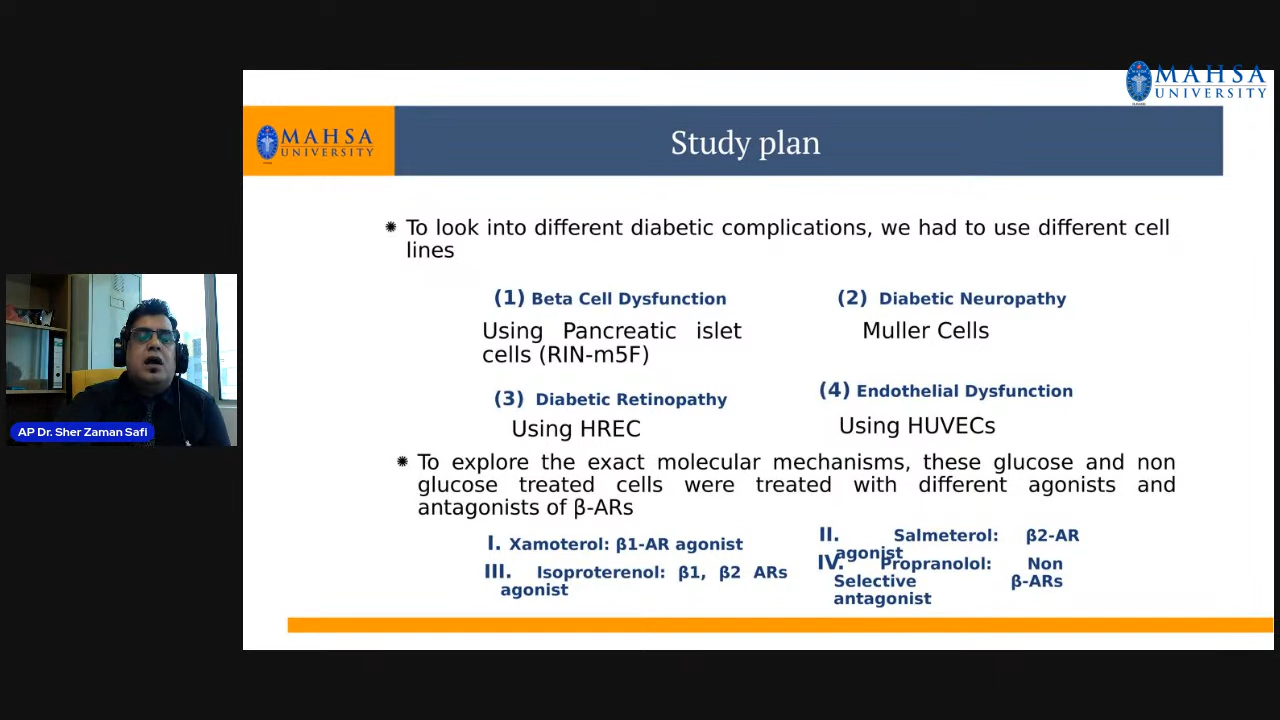 MAHSA
UNIVERSITY
MAHSA
UNIVERSITY
Study plan
To look into different diabetic complications, we had to use different cell
lines
(1) Beta Cell Dysfunction
Using Pancreatic islet
cells (RIN-m5F)
(2) Diabetic Neuropathy
Muller Cells
(3) Diabetic Retinopathy
Using HREC
(4) Endothelial Dysfunction
Using HUVECs
To explore the exact molecular mechanisms, these glucose and non
glucose treated cells were treated with different agonists and
antagonists of β-ARs
I. Xamoterol: β1-AR agonist
II. Salmeterol: β2-AR
agonist
III. Isoproterenol: β1, β2 ARs
agonist
IV. Propranolol: Non
Selective β-ARs
antagonist
AP Dr. Sher Zaman Safi